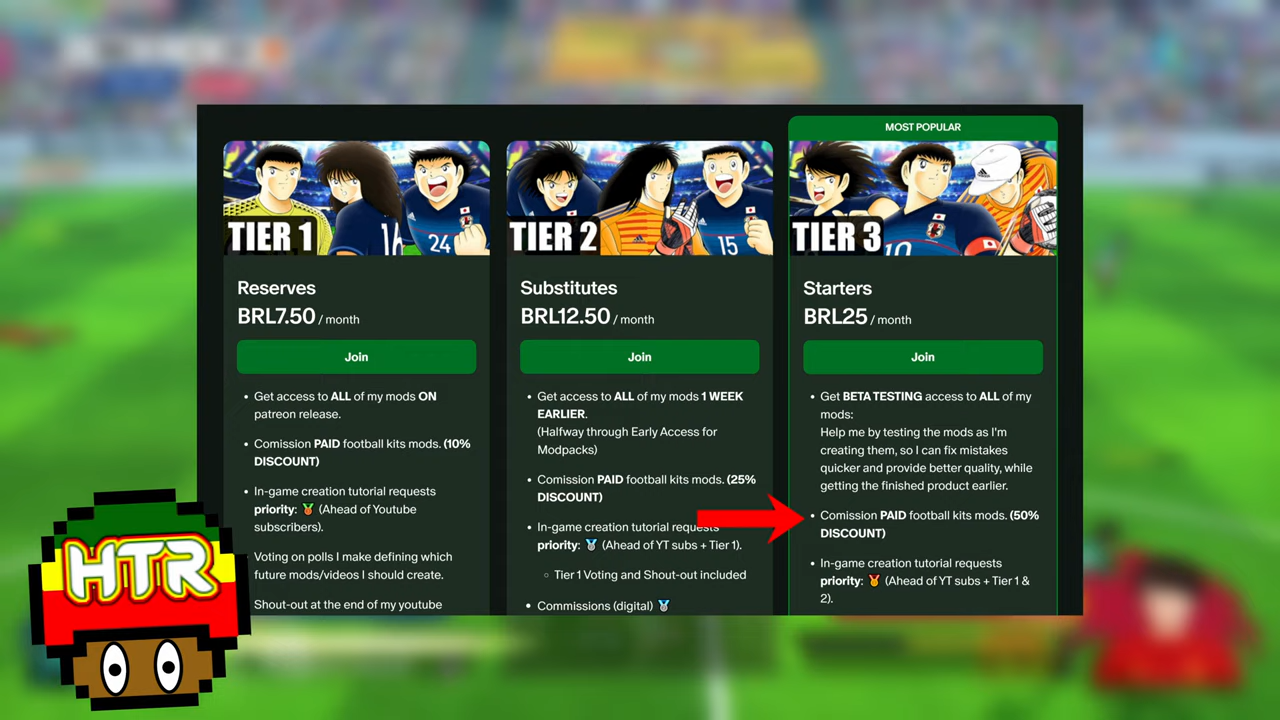 MOST POPULAR
TIER 1
24
TIER 2
15
TIER 3
10
Reserves
BRL7.50 / month
Join
• Get access to ALL of my mods ON
patreon release.
• Comission PAID football kits mods. (10%
DISCOUNT)
• In-game creation tutorial requests
priority: 🥉 (Ahead of Youtube
subscribers).
Voting on polls I make defining which
future mods/videos I should create.
Shout-out at the end of my youtube
Substitutes
BRL12.50 / month
Join
• Get access to ALL of my mods 1 WEEK
EARLIER.
(Halfway through Early Access for
Modpacks)
• Comission PAID football kits mods. (25%
DISCOUNT)
• In-game creation tutorial requests
priority: 🥈 (Ahead of YT subs + Tier 1).
○ Tier 1 Voting and Shout-out included
• Commissions (digital) 🥈
Starters
BRL25 / month
Join
• Get BETA TESTING access to ALL of my
mods:
Help me by testing the mods as I'm
creating them, so I can fix mistakes
quicker and provide better quality, while
getting the finished product earlier.
• Comission PAID football kits mods. (50%
DISCOUNT)
• In-game creation tutorial requests
priority: 🥇 (Ahead of YT subs + Tier 1 &
2).
HTR